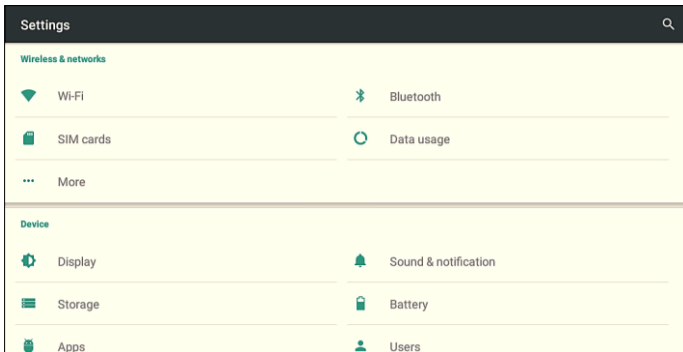 Settings
Wireless & networks
Wi-Fi
Bluetooth
SIM cards
Data usage
More
Device
Display
Sound & notification
Storage
Battery
Apps
Users